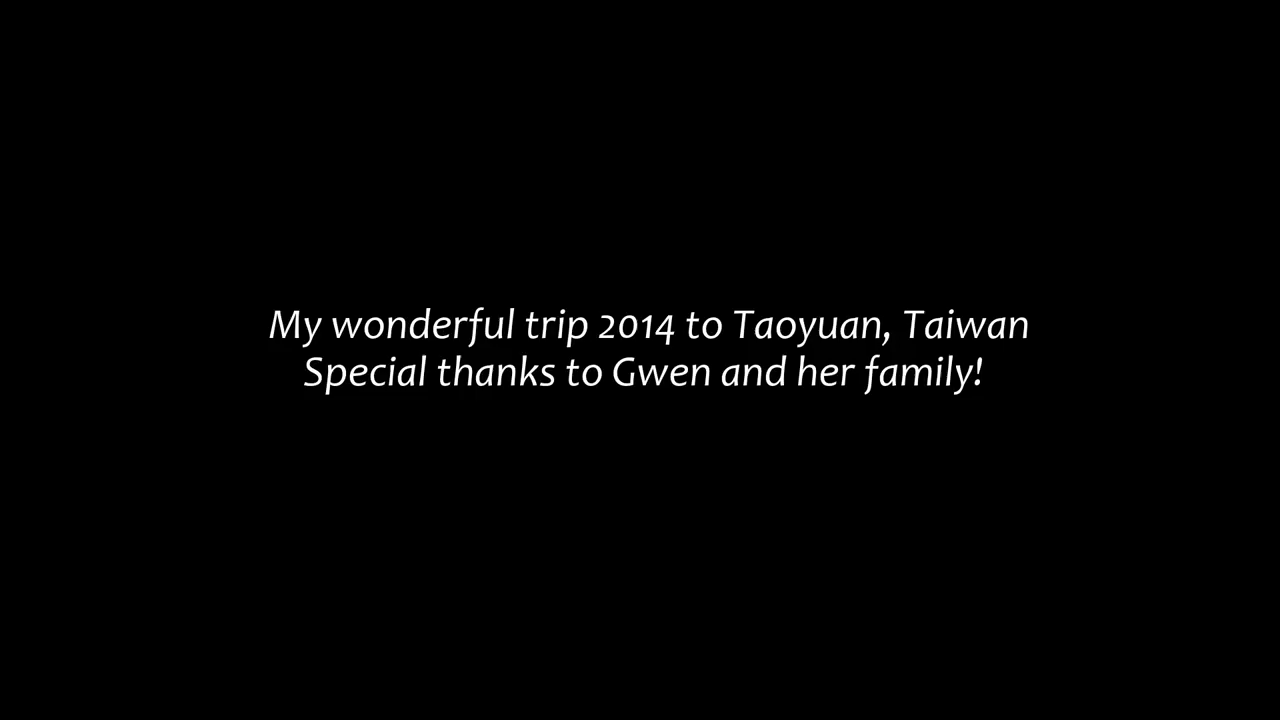 My wonderful trip 2014 to Taoyuan, Taiwan
Special thanks to Gwen and her family!